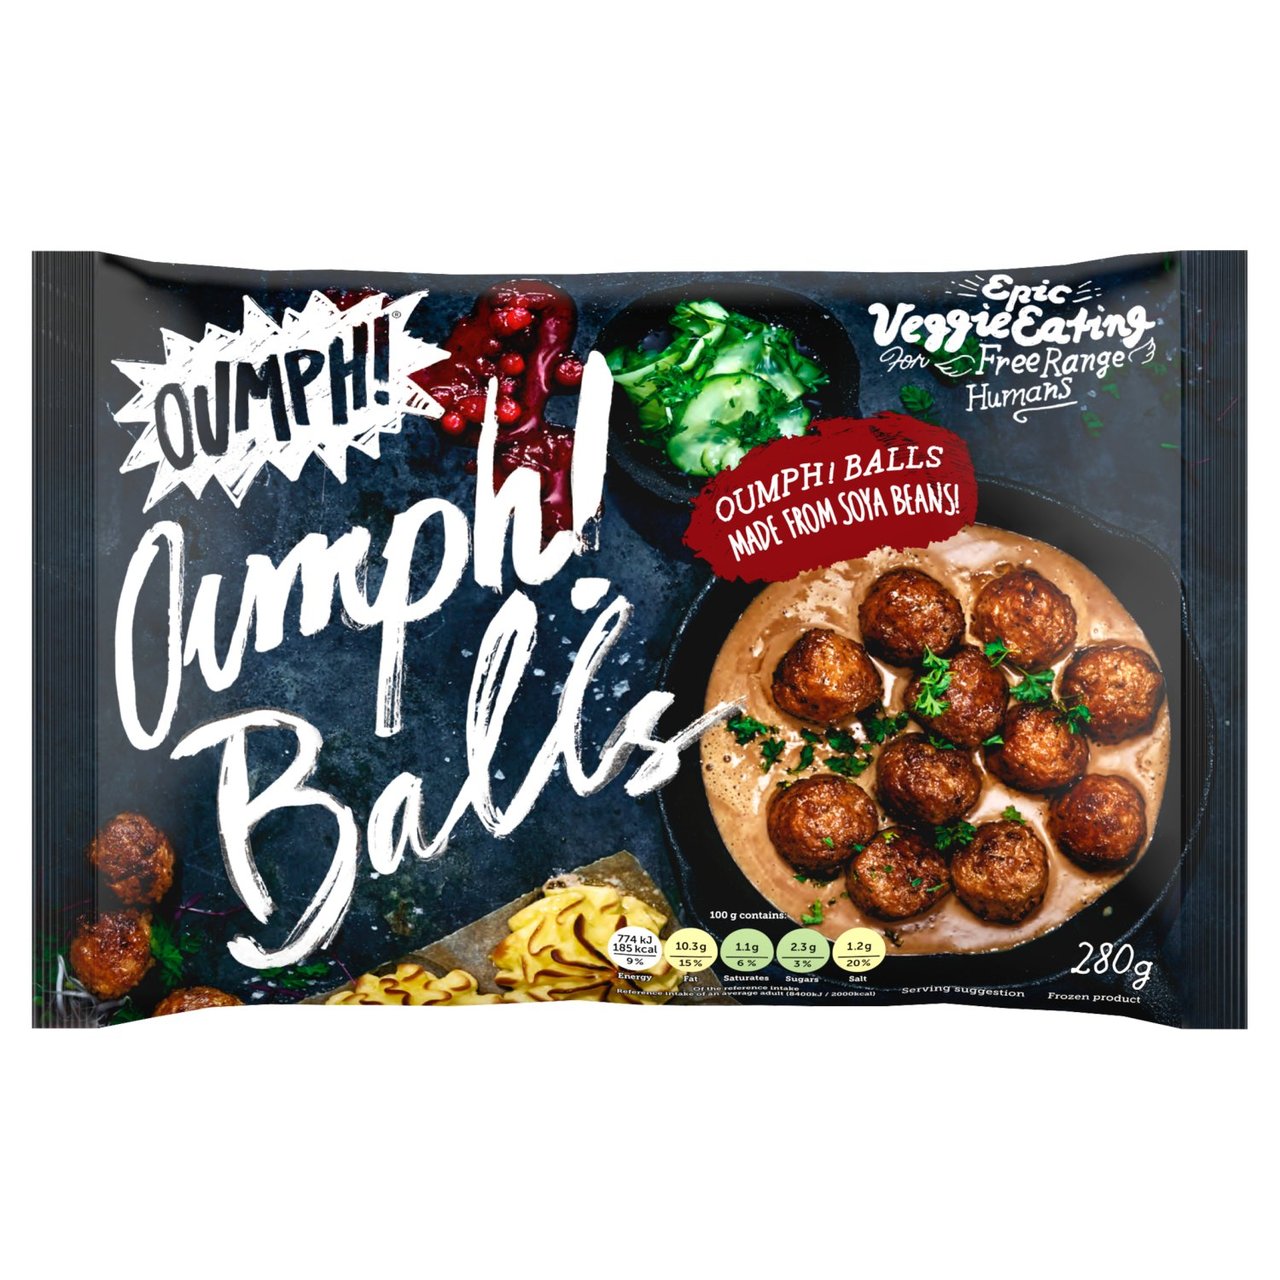 OUMPH!®
Oumph!
Balls
Epic
Veggie Eating
For Free Range
Humans
OUMPH! BALLS
MADE FROM SOYA BEANS!
100 g contains:
774 kJ
185 kcal
9%
Energy
10.3g
15%
Fat
1.1g
6%
Saturates
2.3g
3%
Sugars
1.2g
20%
Salt
Of the reference intake
Reference intake of an average adult (8400kJ / 2000kcal)
Serving suggestion
280g
Frozen product